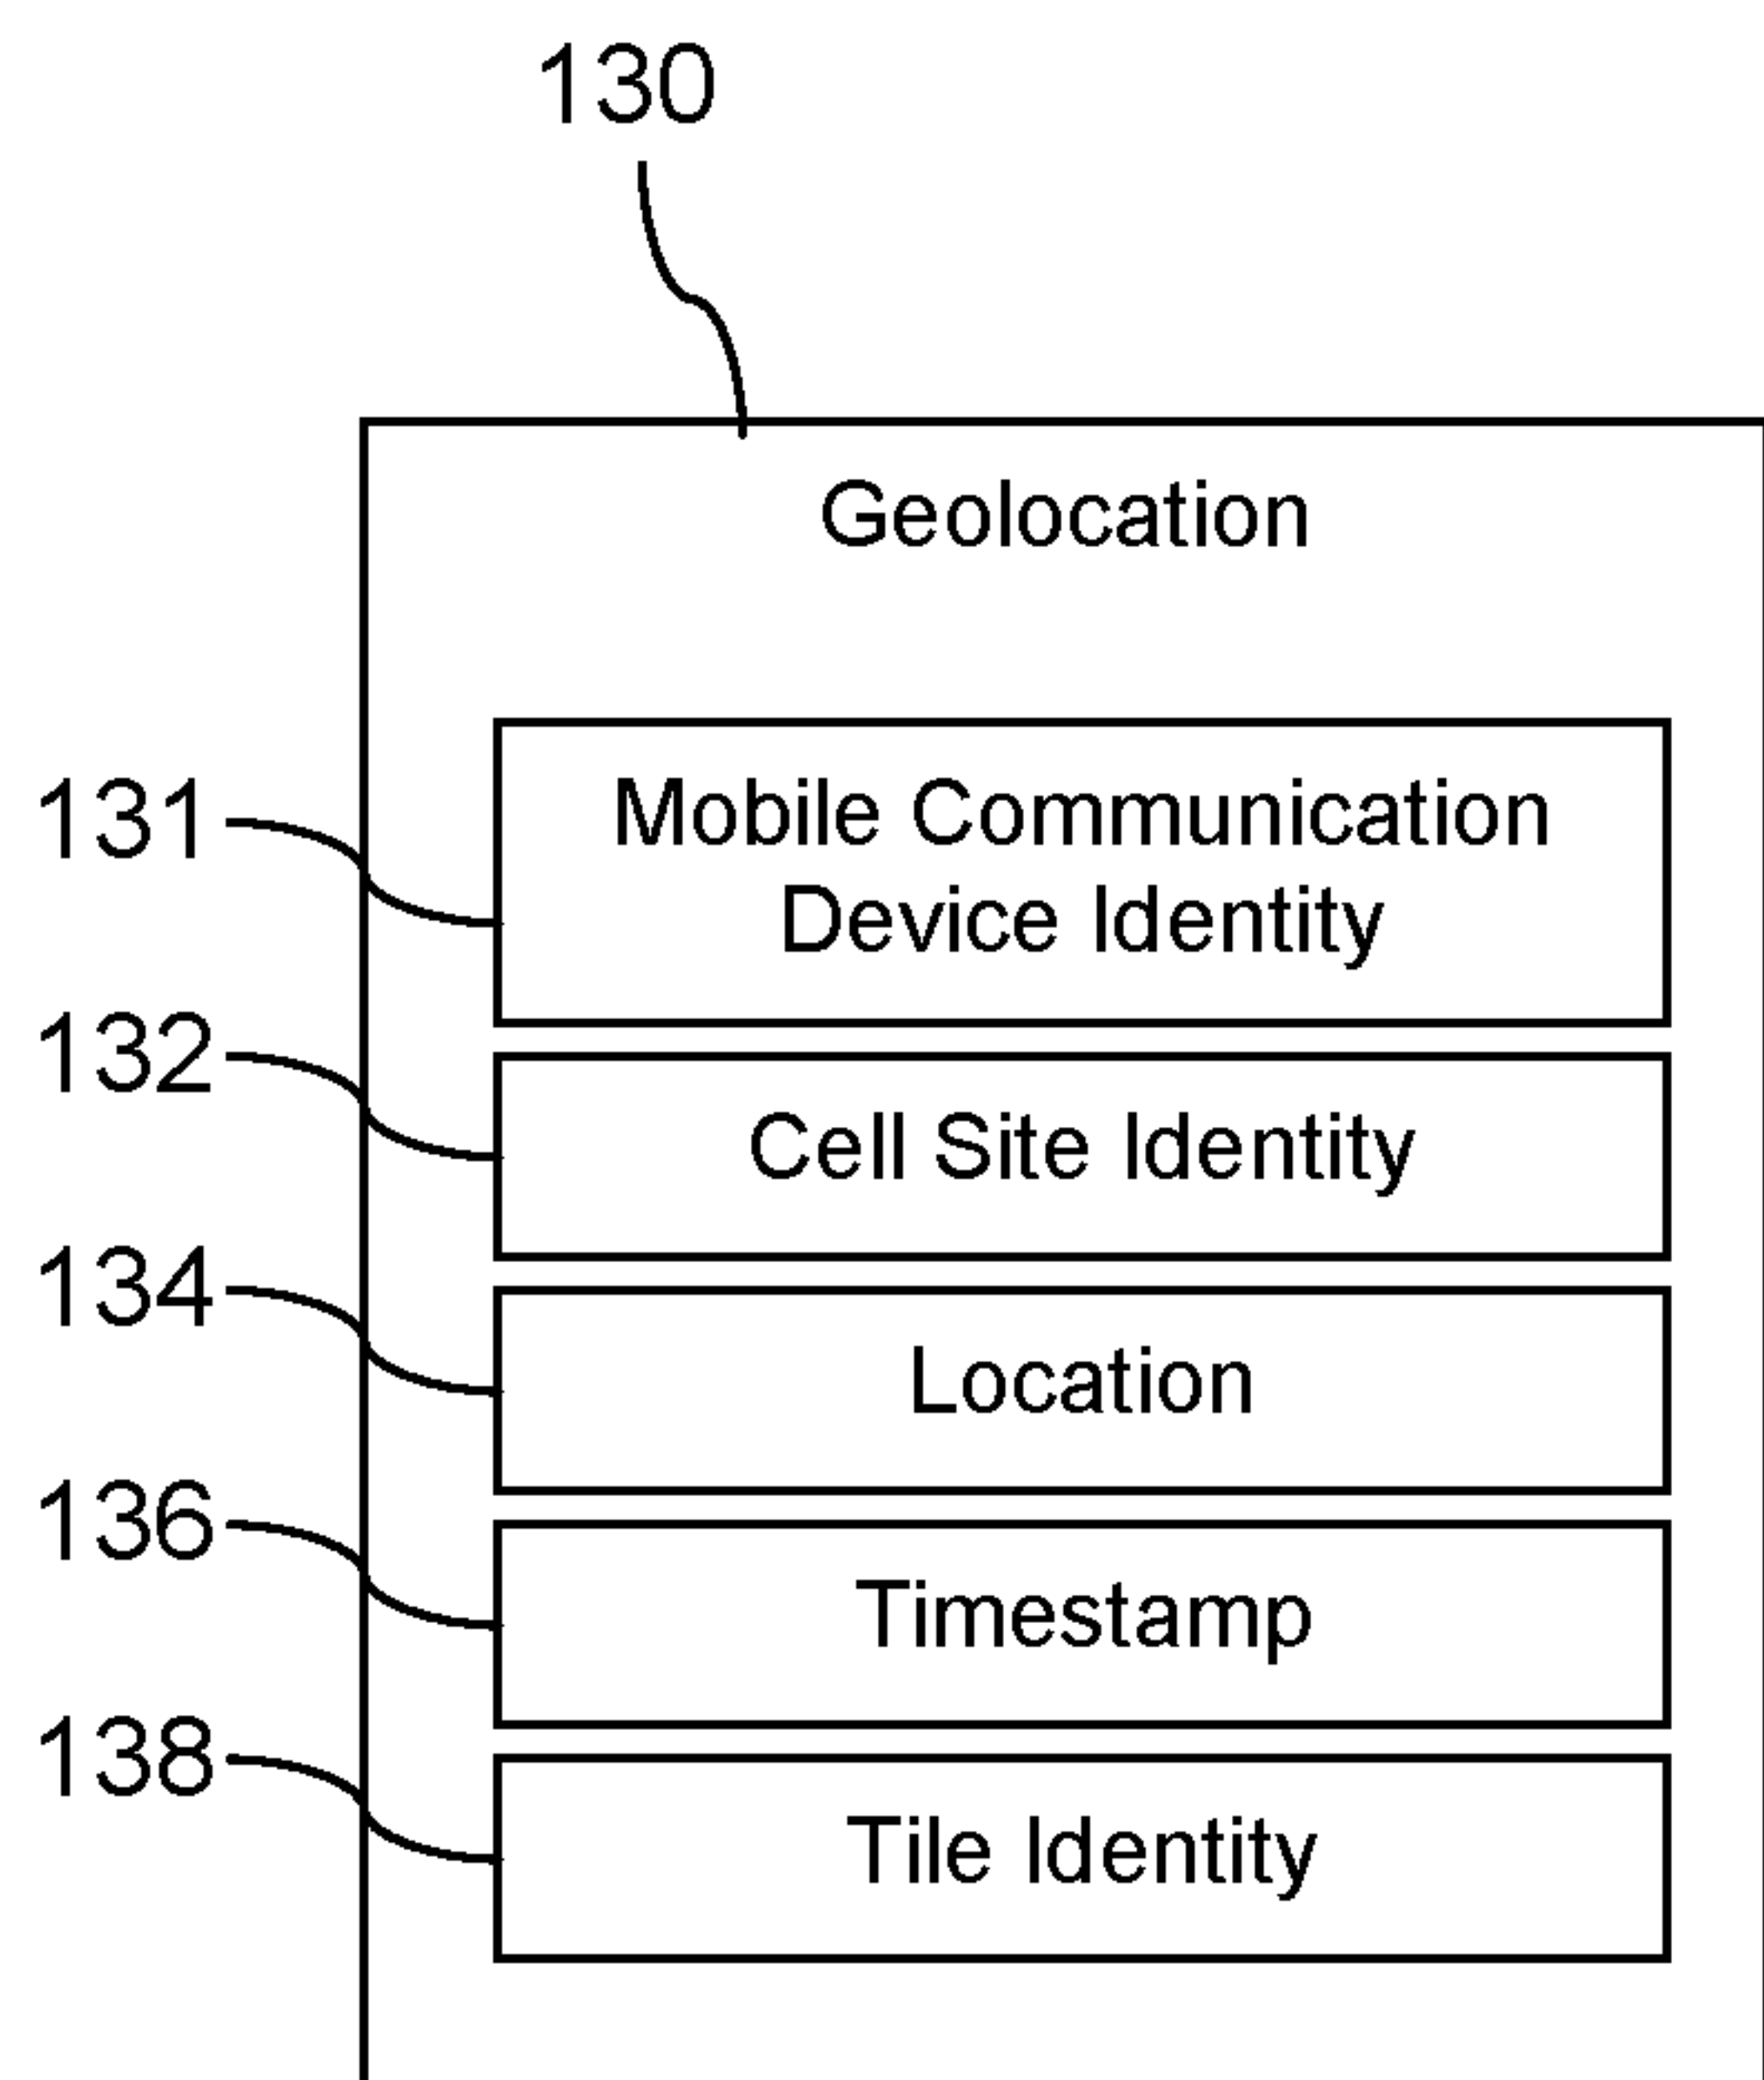 130
Geolocation
131
Mobile Communication
Device Identity
132
Cell Site Identity
134
Location
136
Timestamp
138
Tile Identity